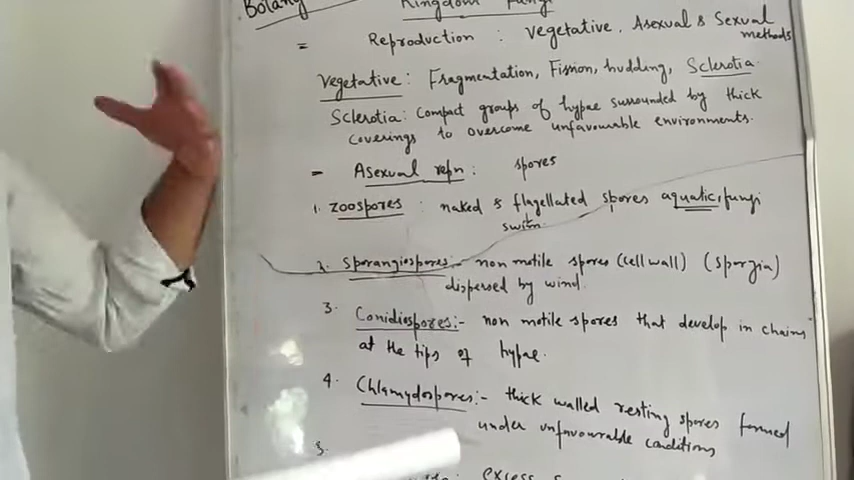 Botany
Kingdom Fungi
= Reproduction : Vegetative, Asexual & Sexual methods
Vegetative: Fragmentation, Fission, budding, Sclerotia.
Sclerotia: compact groups of hypae surrounded by thick
coverings to overcome unfavourable environments.
= Asexual repn: spores
1. Zoospores : naked & flagellated spores aquatic fungi
swim
2. Sporangiospores:- non motile spores (cell wall)
dispersed by wind.
3. Conidiospores:- non motile spores that develop in chains
at the tips of hypae.
4. Chlamydospores:- thick walled resting spores formed
under unfavourable conditions
5.
excess